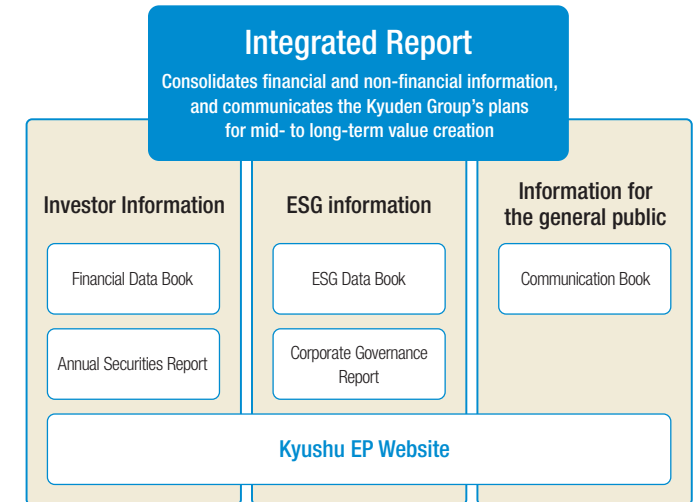 Integrated Report
Consolidates financial and non-financial information,
and communicates the Kyuden Group's plans
for mid- to long-term value creation
Investor Information
Financial Data Book
Annual Securities Report
ESG information
ESG Data Book
Corporate Governance
Report
Information for
the general public
Communication Book
Kyushu EP Website